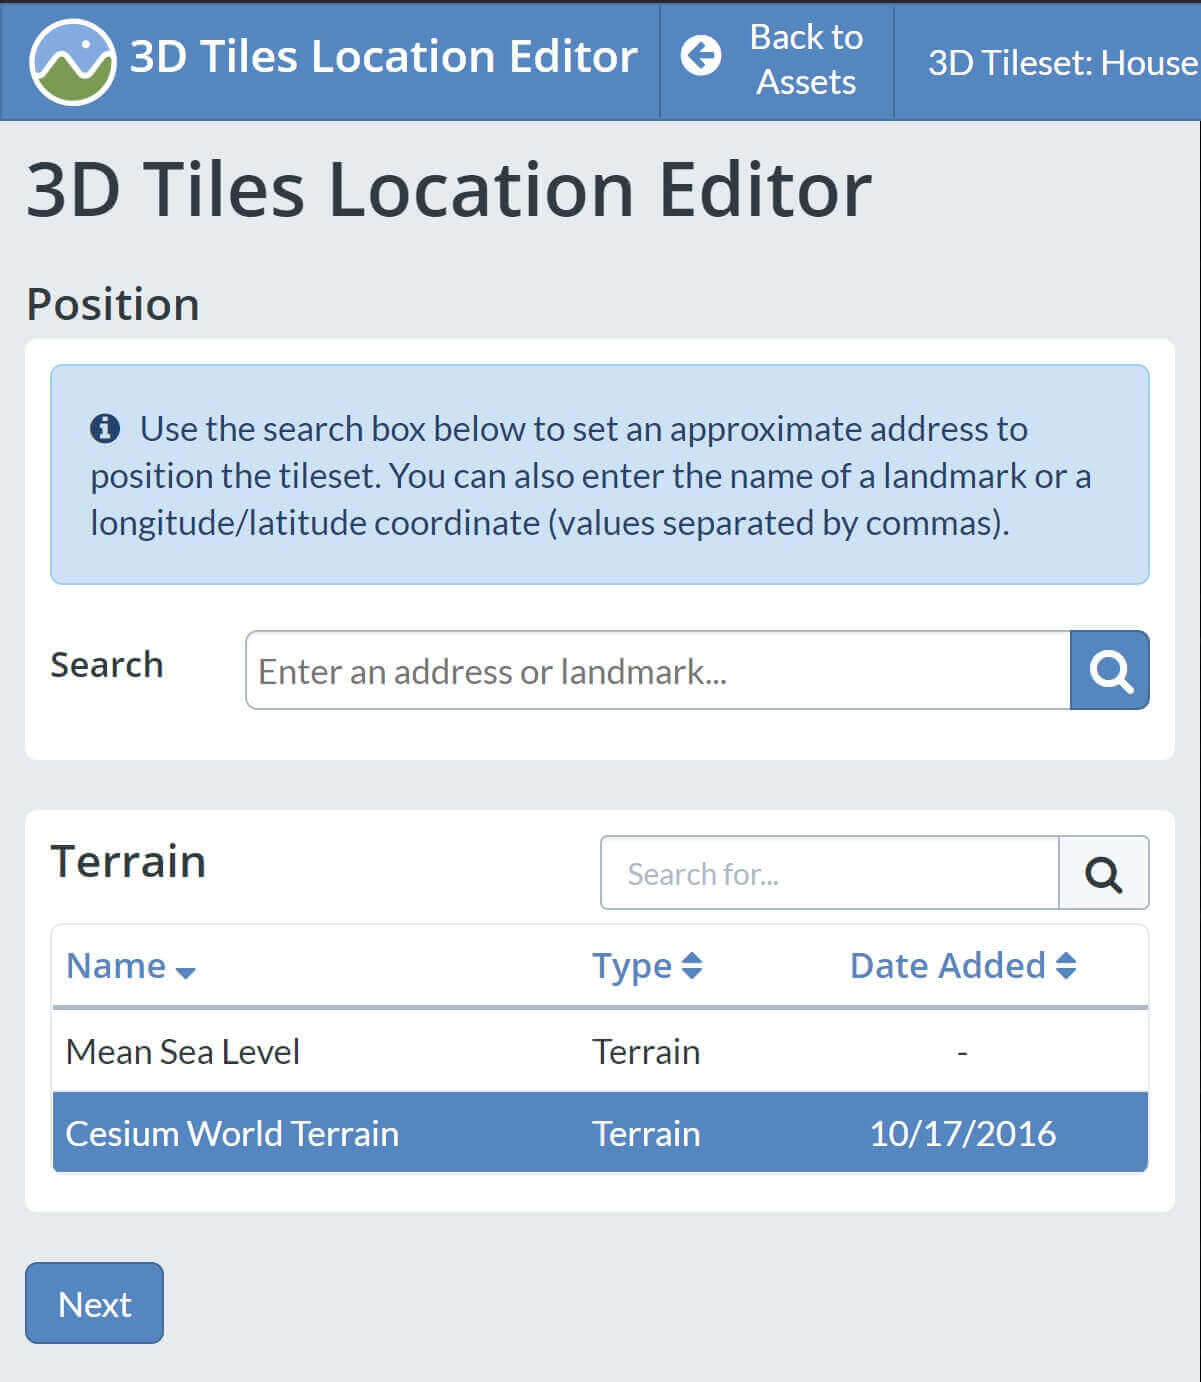 3D Tiles Location Editor
Back to
Assets
3D Tileset: House
3D Tiles Location Editor
Position
Use the search box below to set an approximate address to
position the tileset. You can also enter the name of a landmark or a
longitude/latitude coordinate (values separated by commas).
Search
Enter an address or landmark...
Terrain
Search for...
Name Type Date Added
Mean Sea Level Terrain -
Cesium World Terrain Terrain 10/17/2016
Next